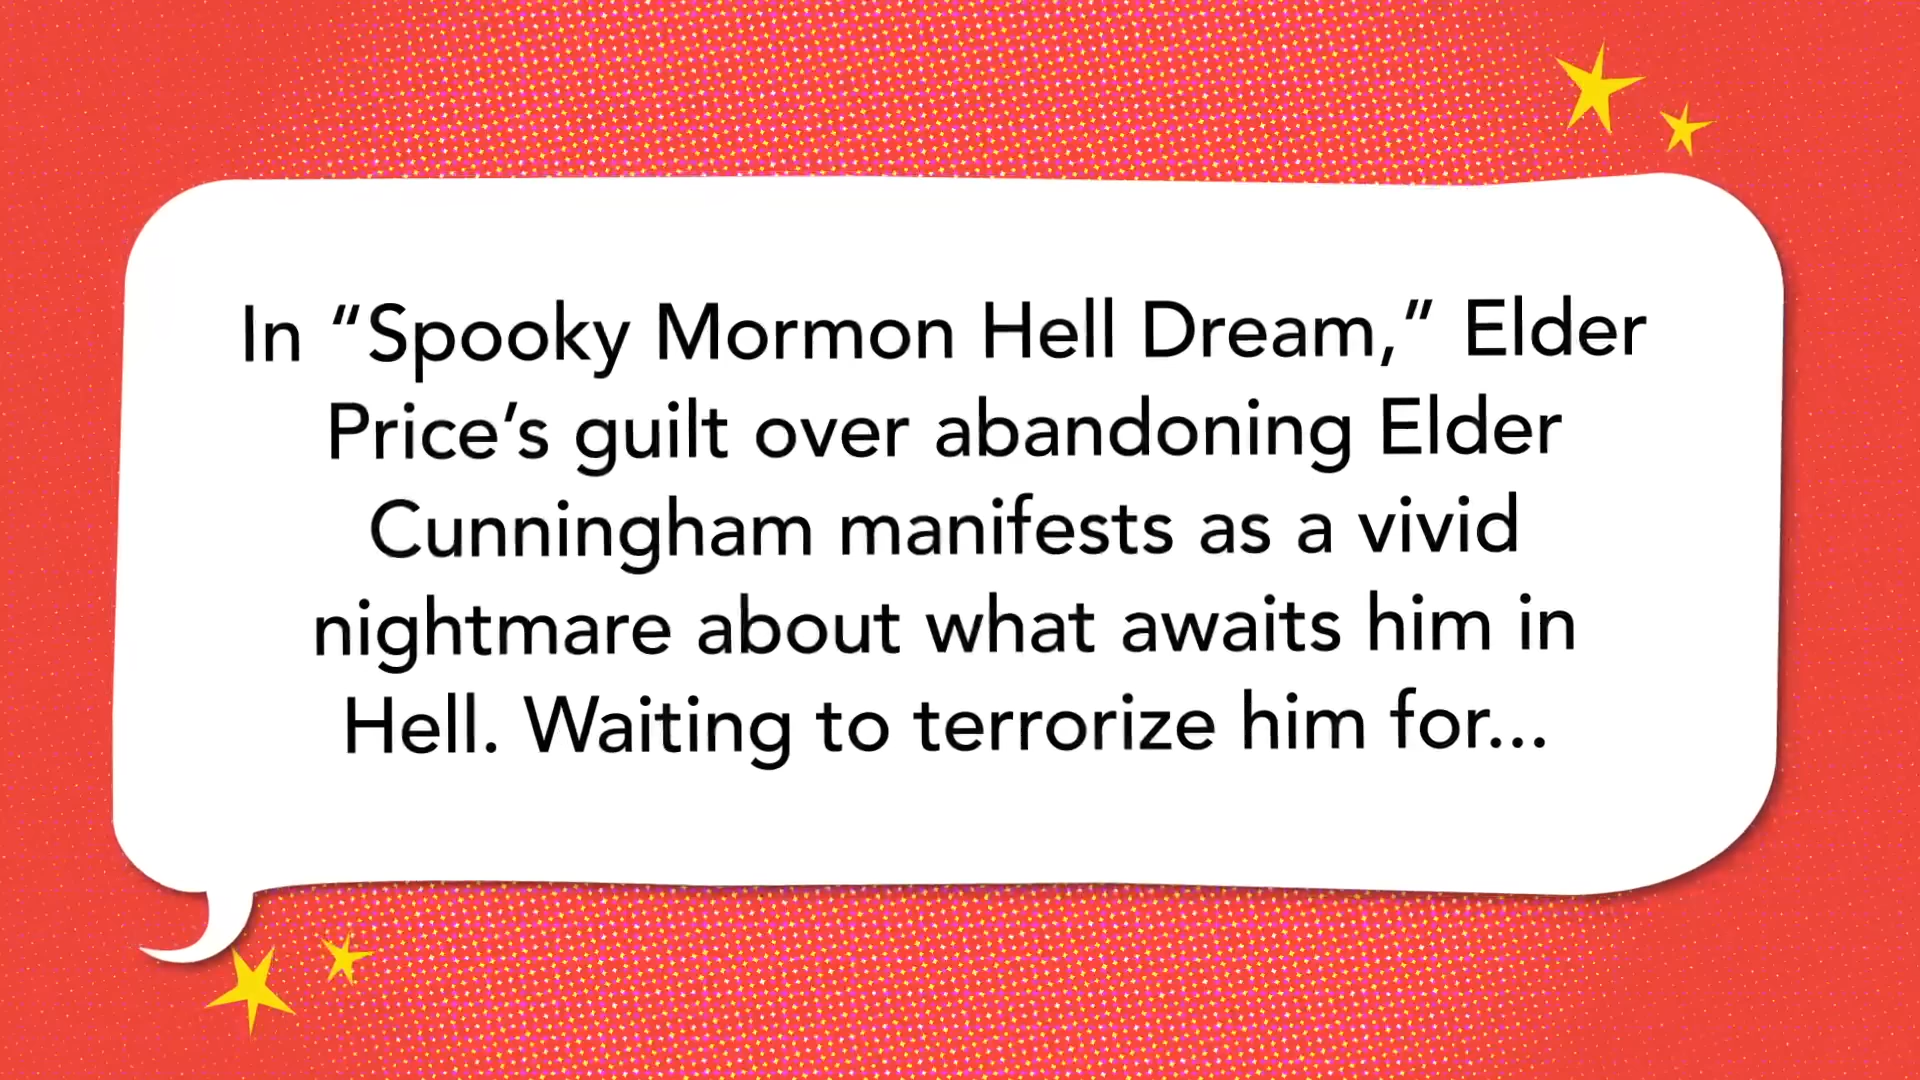 In “Spooky Mormon Hell Dream,” Elder
Price’s guilt over abandoning Elder
Cunningham manifests as a vivid
nightmare about what awaits him in
Hell. Waiting to terrorize him for...